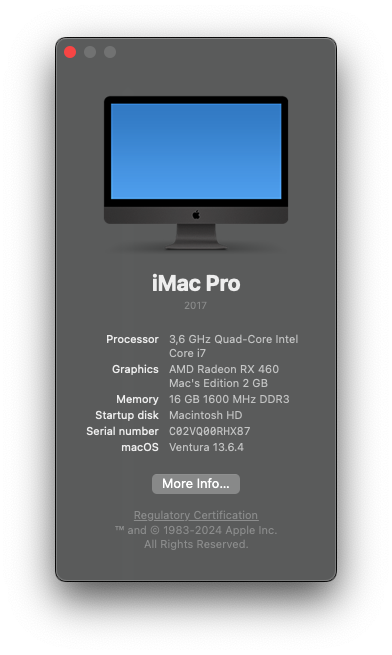 iMac Pro
2017
Processor 3,6 GHz Quad-Core Intel
Core i7
Graphics AMD Radeon RX 460
Mac's Edition 2 GB
Memory 16 GB 1600 MHz DDR3
Startup disk Macintosh HD
Serial number C02VQ00RHX87
macOS Ventura 13.6.4
More Info...
Regulatory Certification
™ and © 1983-2024 Apple Inc.
All Rights Reserved.